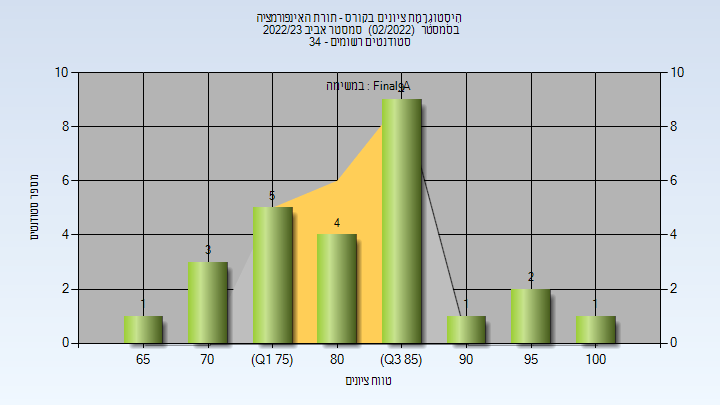 היסטוגרמת ציונים בקורס - תורת האינפורמציה
בסמסטר (02/2022) סמסטר אביב 2022/23
סטודנטים רשומים - 34
במשימה : Final_A
10 10
8 8
6 6
4 4
2 2
0 0
1 3 5 4 9 1 2 1
מספר סטודנטים
65 70 (Q1 75) 80 (Q3 85) 90 95 100
טווח ציונים